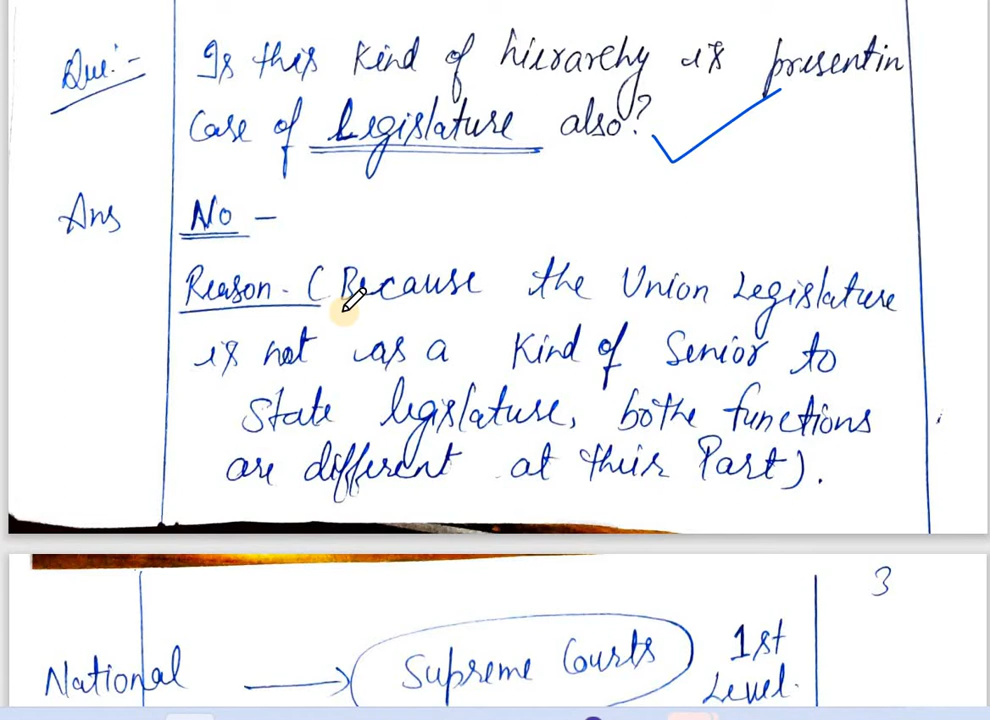 Que:- Is this kind of hierarchy is present in
case of Legislature also?
Ans No -
Reason - (Because the Union Legislature
is not as a kind of Senior to
State legislature, bothe functions
are different at their Part).
3
National → Supreme Courts 1st
Level.